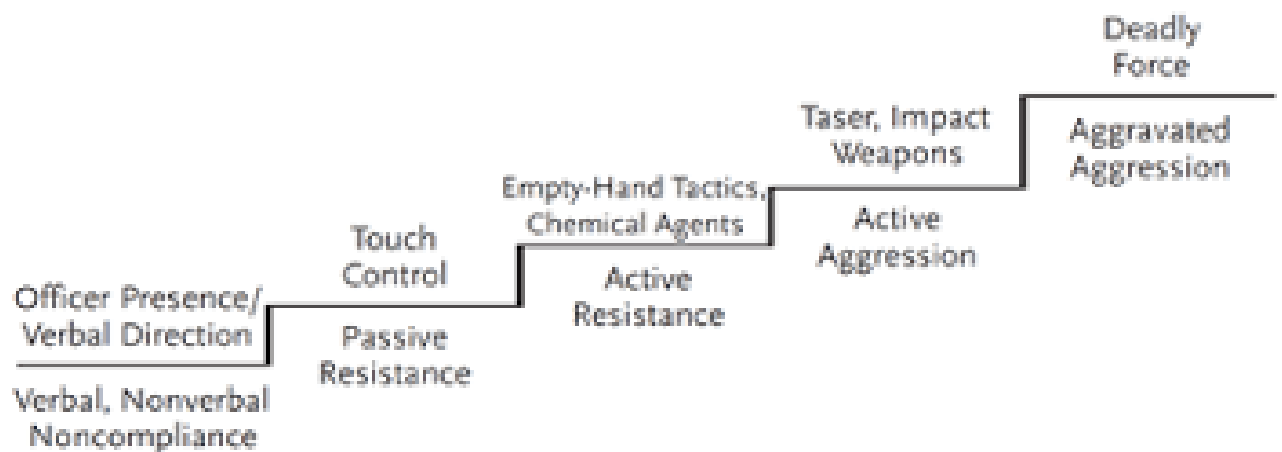 Officer Presence/
Verbal Direction
Verbal, Nonverbal
Noncompliance
Touch
Control
Passive
Resistance
Empty-Hand Tactics,
Chemical Agents
Active
Resistance
Taser, Impact
Weapons
Active
Aggression
Deadly
Force
Aggravated
Aggression